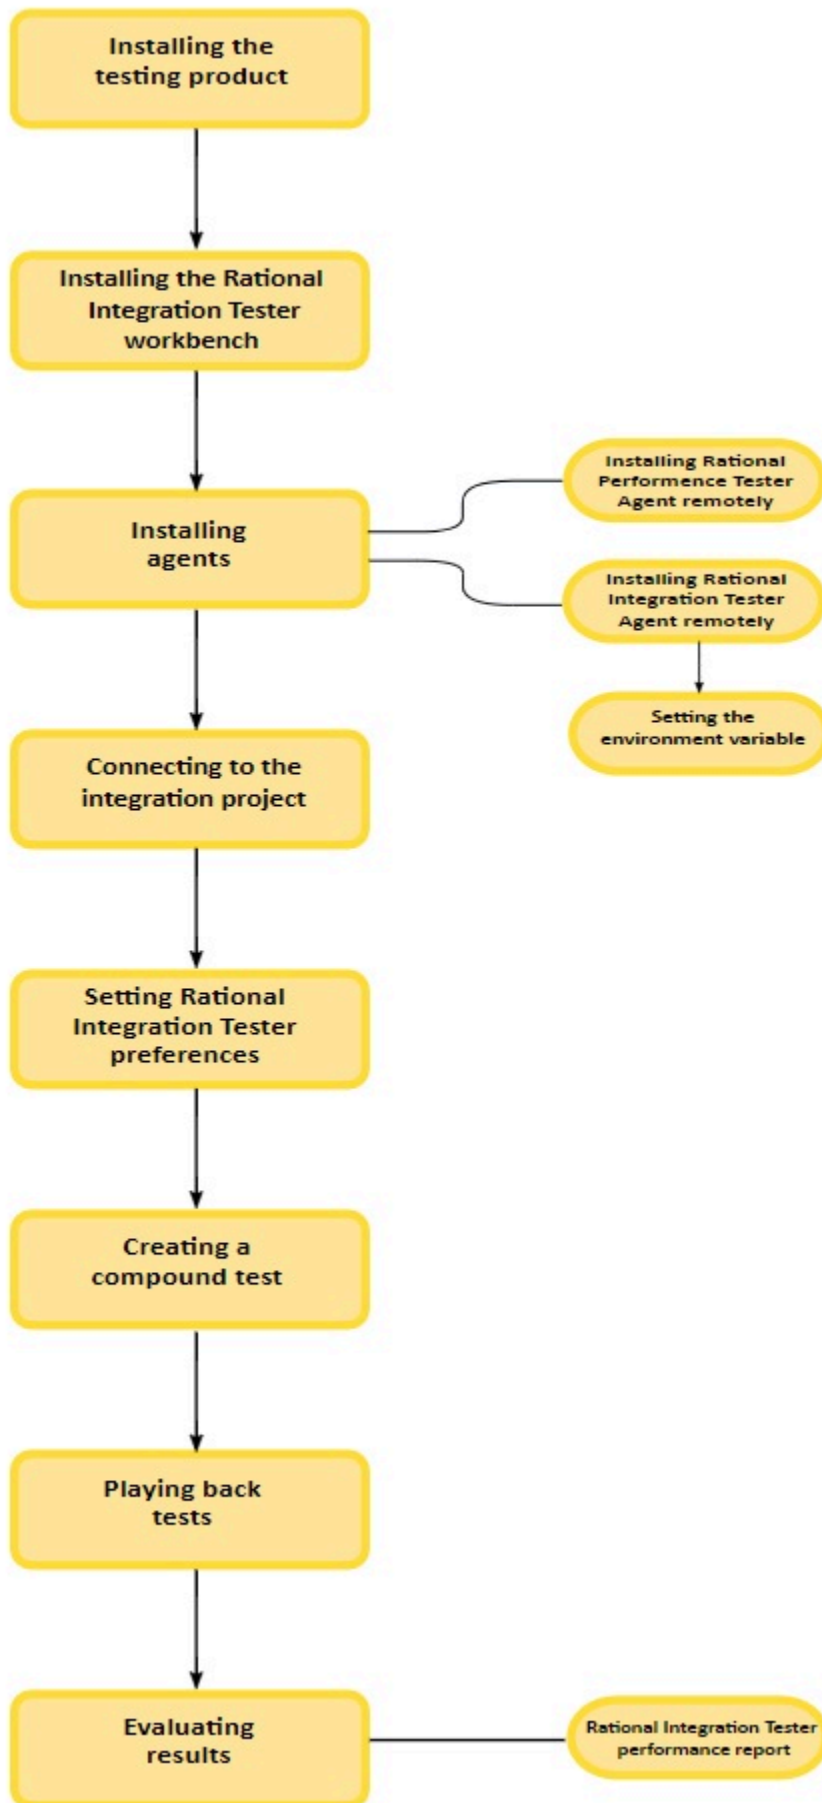 Installing the
testing product
Installing the Rational
Integration Tester
workbench
Installing
agents
Installing Rational
Performence Tester
Agent remotely
Installing Rational
Integration Tester
Agent remotely
Setting the
environment variable
Connecting to the
integration project
Setting Rational
Integration Tester
preferences
Creating a
compound test
Playing back
tests
Evaluating
results
Rational Integration Tester
performance report